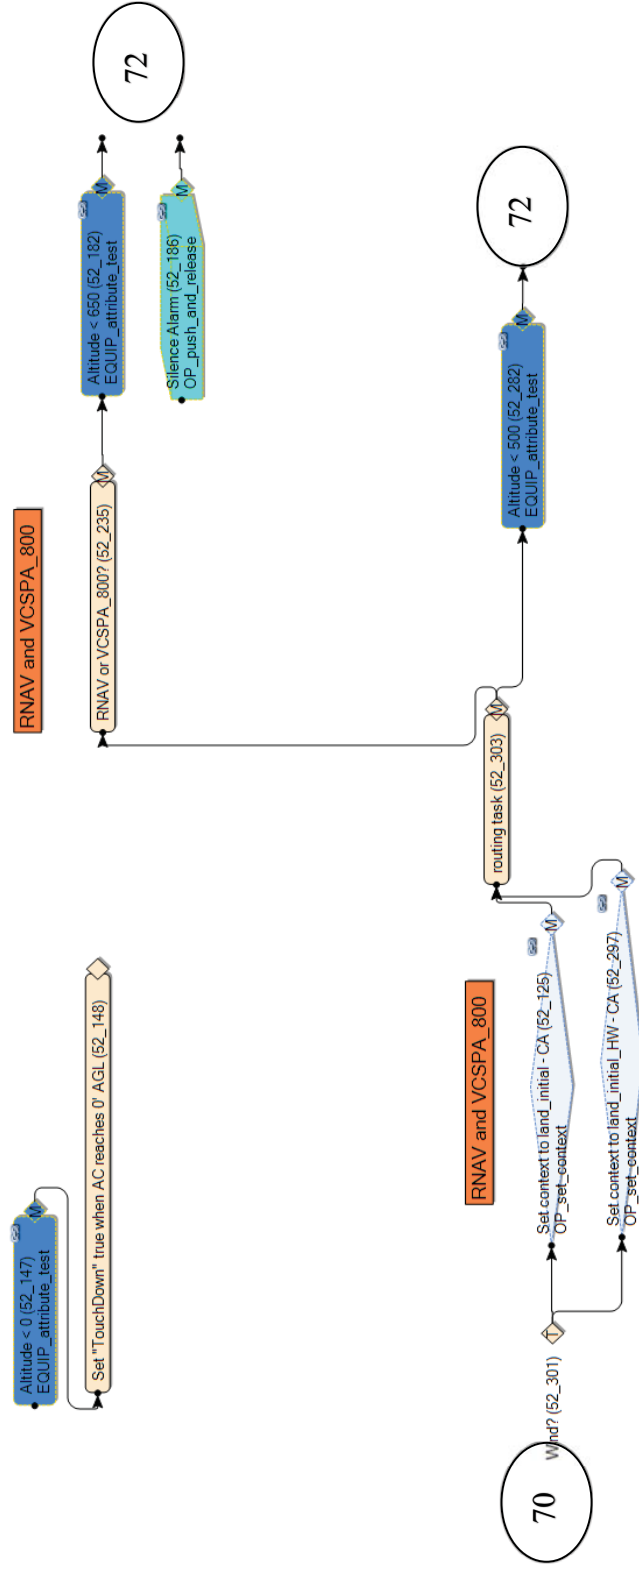 Altitude < 0 (52_147)
EQUIP_attribute_test
M
Set "TouchDown" true when AC reaches 0' AGL (52_148)
RNAV and VCSPA_800
RNAV or VCSPA_800? (52_235)
M
Altitude < 650 (52_182)
EQUIP_attribute_test
M
Silence Alarm (52_186)
OP_push_and_release
M
72
70
Wind? (52_301)
T
RNAV and VCSPA_800
Set context to land_initial - CA (52_125)
OP_set_context
M
Set context to land_initial_HW - CA (52_297)
OP_set_context
M
routing task (52_303)
M
Altitude < 500 (52_282)
EQUIP_attribute_test
M
72